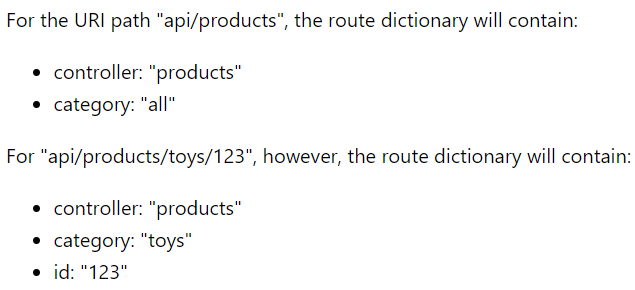 For the URI path "api/products", the route dictionary will contain:
• controller: "products"
• category: "all"
For "api/products/toys/123", however, the route dictionary will contain:
• controller: "products"
• category: "toys"
• id: "123"